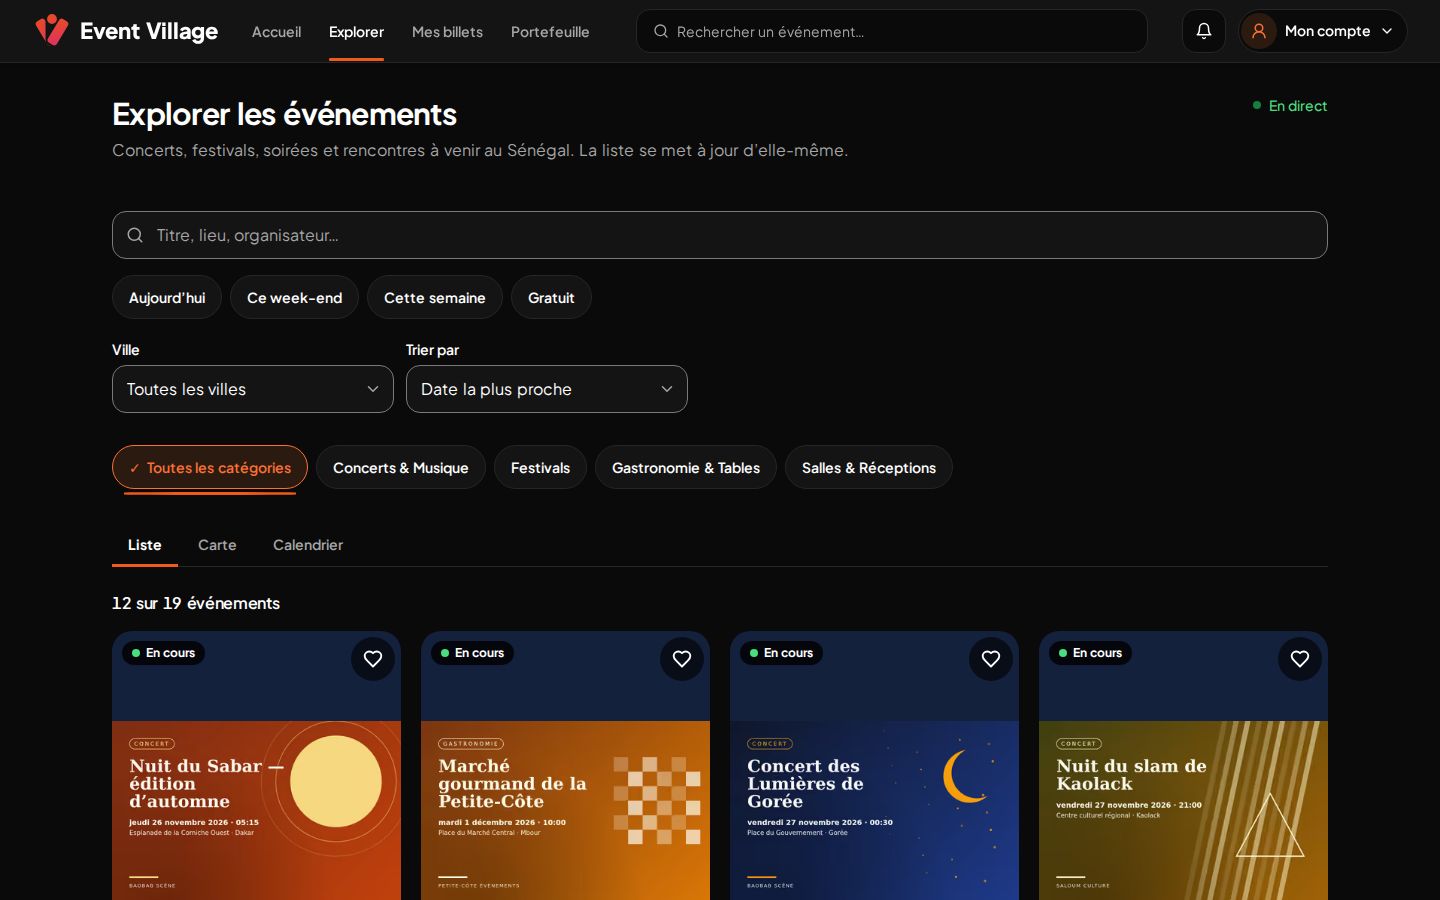 Event Village
Accueil
Explorer
Mes billets
Portefeuille
Rechercher un événement…
Mon compte
Explorer les événements
En direct
Concerts, festivals, soirées et rencontres à venir au Sénégal. La liste se met à jour d’elle-même.
Titre, lieu, organisateur…
Aujourd’hui
Ce week-end
Cette semaine
Gratuit
Ville
Trier par
Toutes les villes
Date la plus proche
✓ Toutes les catégories
Concerts & Musique
Festivals
Gastronomie & Tables
Salles & Réceptions
Liste
Carte
Calendrier
12 sur 19 événements
En cours
CONCERT
Nuit du Sabar —
édition
d’automne
jeudi 26 novembre 2026 · 05:15
Esplanade de la Corniche Ouest · Dakar
BAOBAB SCÈNE
En cours
GASTRONOMIE
Marché
gourmand de la
Petite-Côte
mardi 1 décembre 2026 · 10:00
Place du Marché Central · Mbour
PETITE-CÔTE ÉVÉNEMENTS
En cours
CONCERT
Concert des
Lumières de
Gorée
vendredi 27 novembre 2026 · 00:30
Place du Gouvernement · Gorée
BAOBAB SCÈNE
En cours
CONCERT
Nuit du slam de
Kaolack
vendredi 27 novembre 2026 · 21:00
Centre culturel régional · Kaolack
SALOUM CULTURE